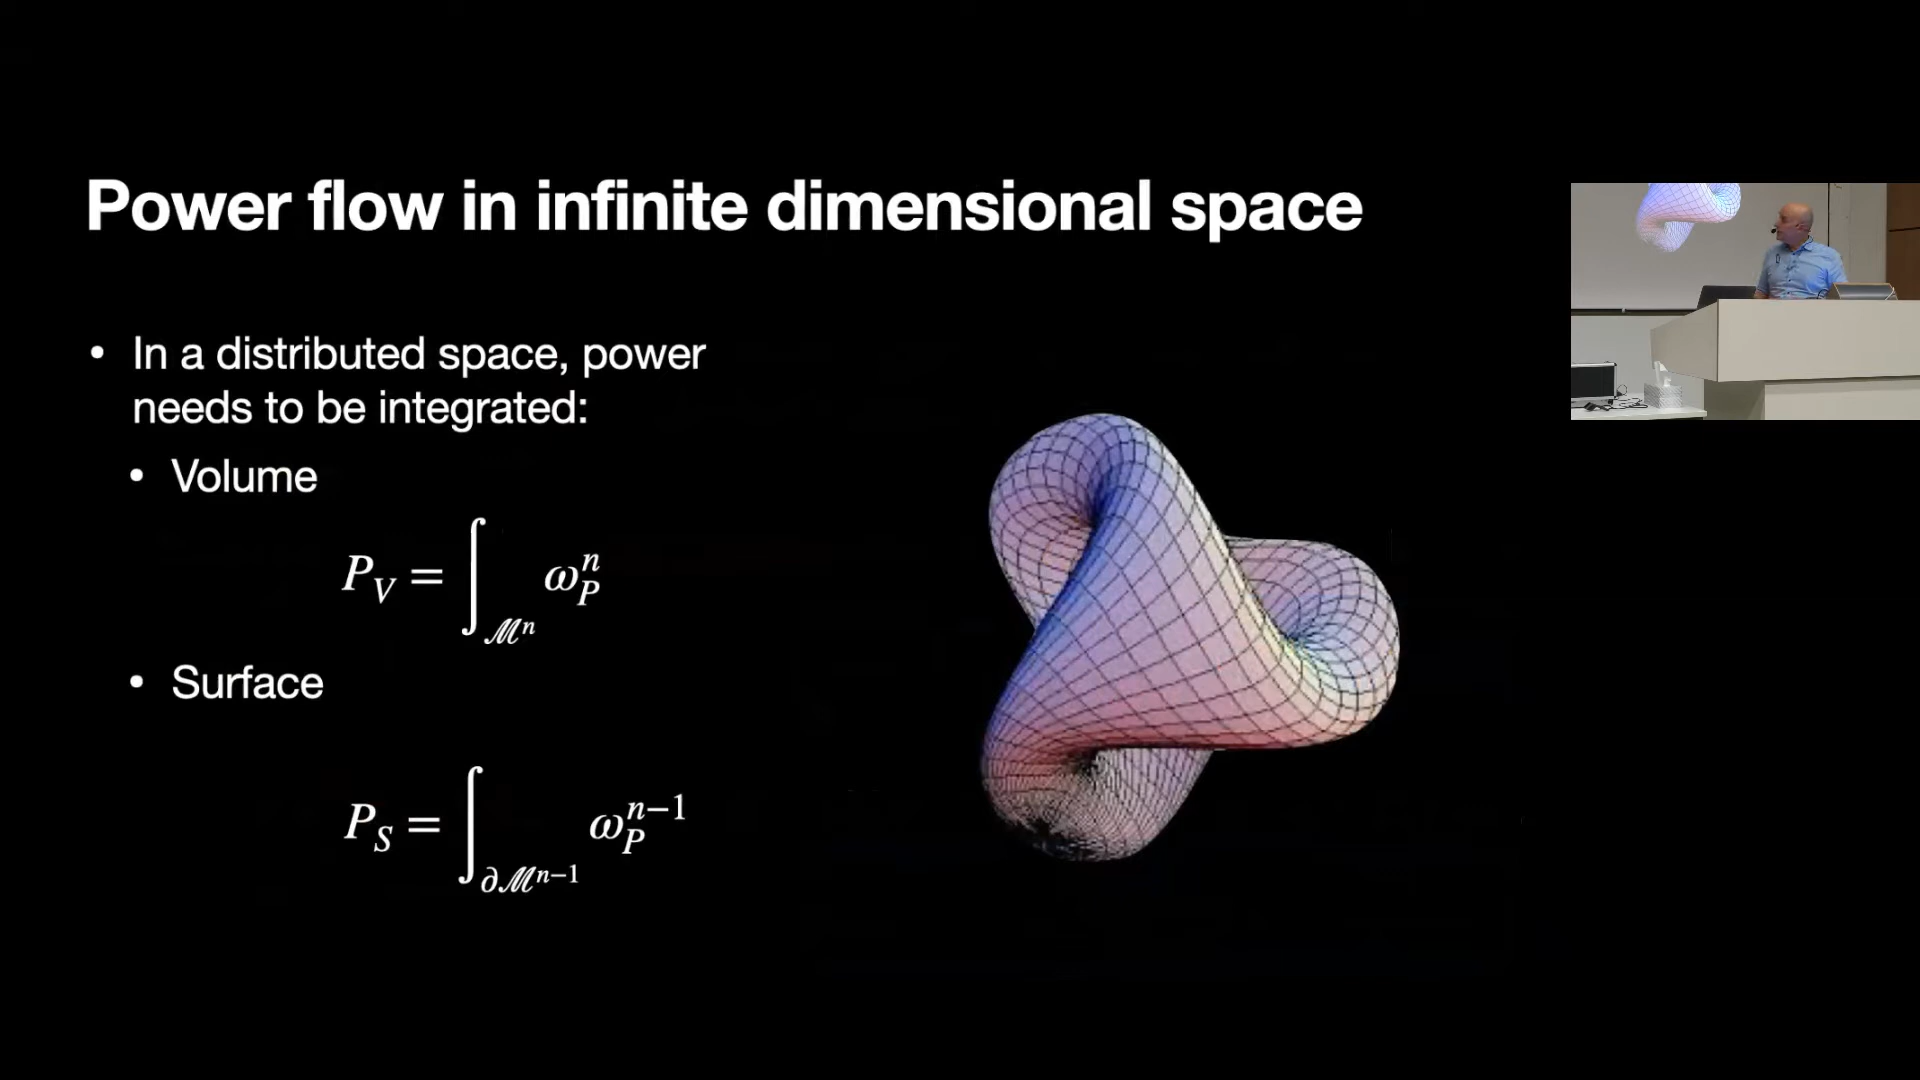 Power flow in infinite dimensional space
• In a distributed space, power
needs to be integrated:
• Volume
P_V = ∫_{ℳ^n} ω_P^n
• Surface
P_S = ∫_{∂ℳ^{n−1}} ω_P^{n−1}